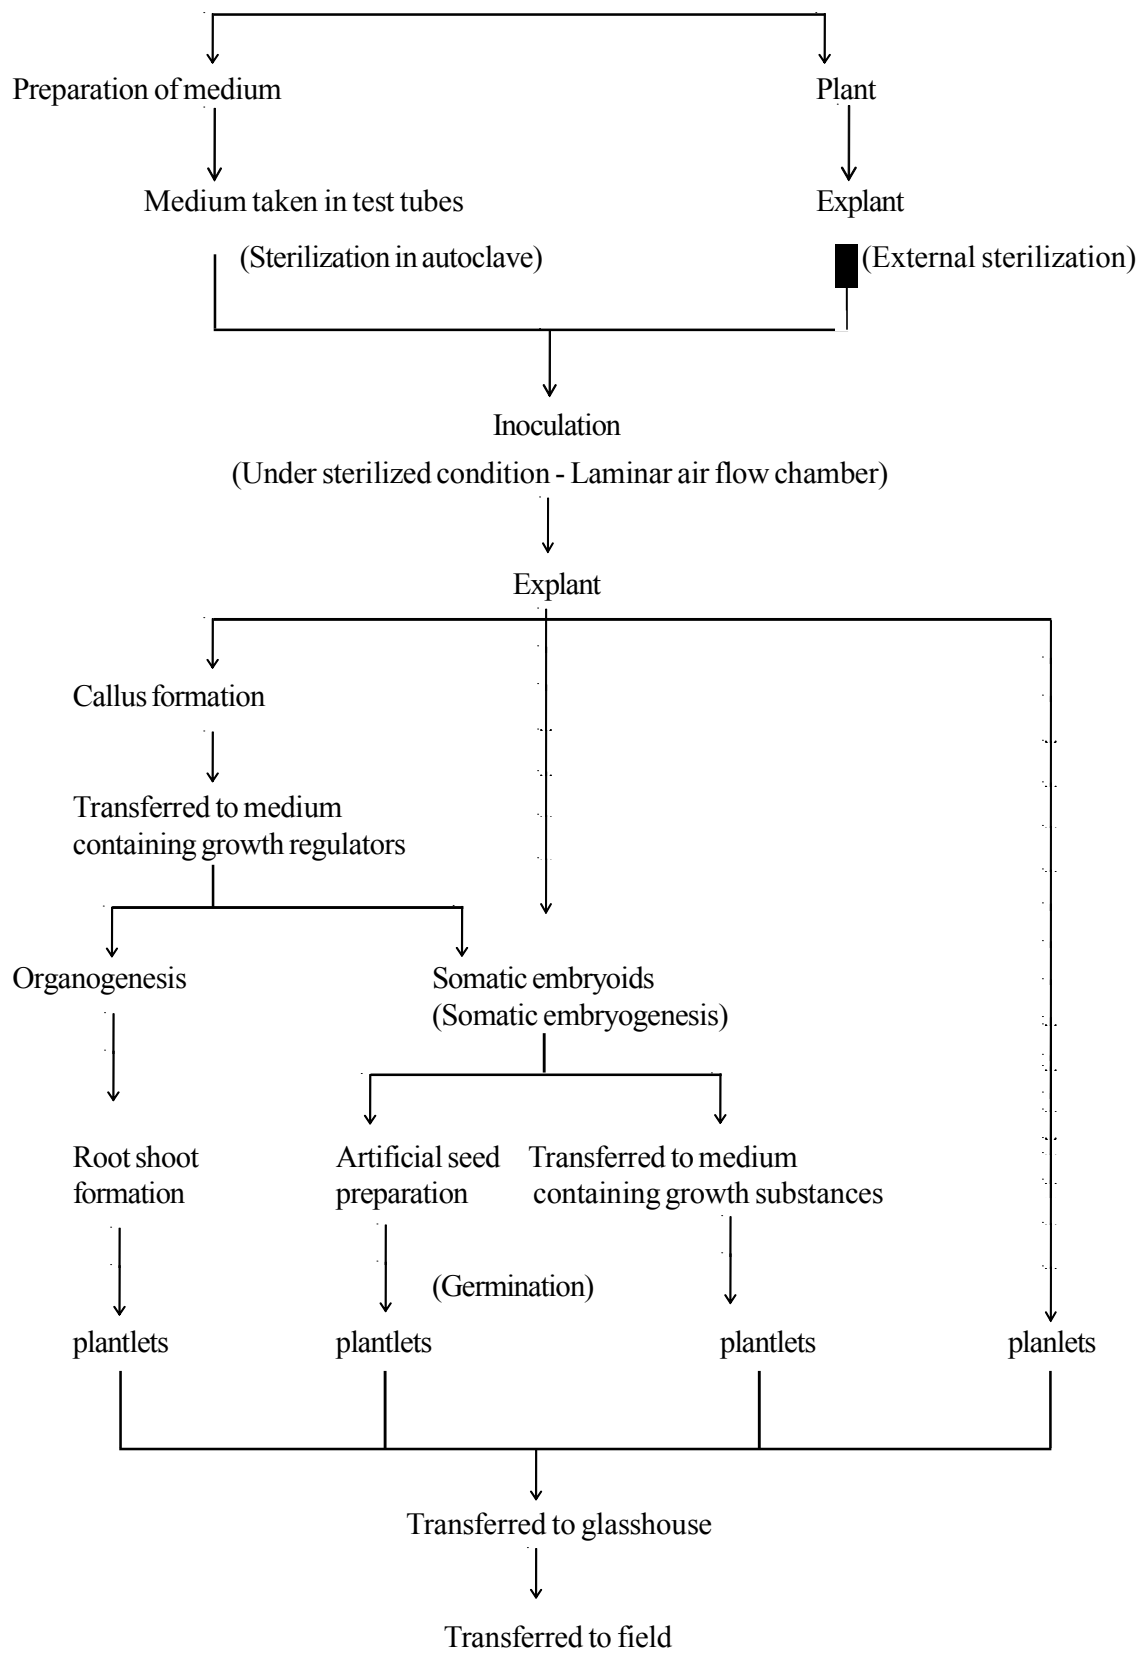 Preparation of medium
Plant
Medium taken in test tubes
Explant
(Sterilization in autoclave)
(External sterilization)
Inoculation
(Under sterilized condition - Laminar air flow chamber)
Explant
Callus formation
Transferred to medium
containing growth regulators
Organogenesis
Somatic embryoids
(Somatic embryogenesis)
Root shoot
formation
Artificial seed
preparation
Transferred to medium
containing growth substances
(Germination)
plantlets
plantlets
plantlets
planlets
Transferred to glasshouse
Transferred to field